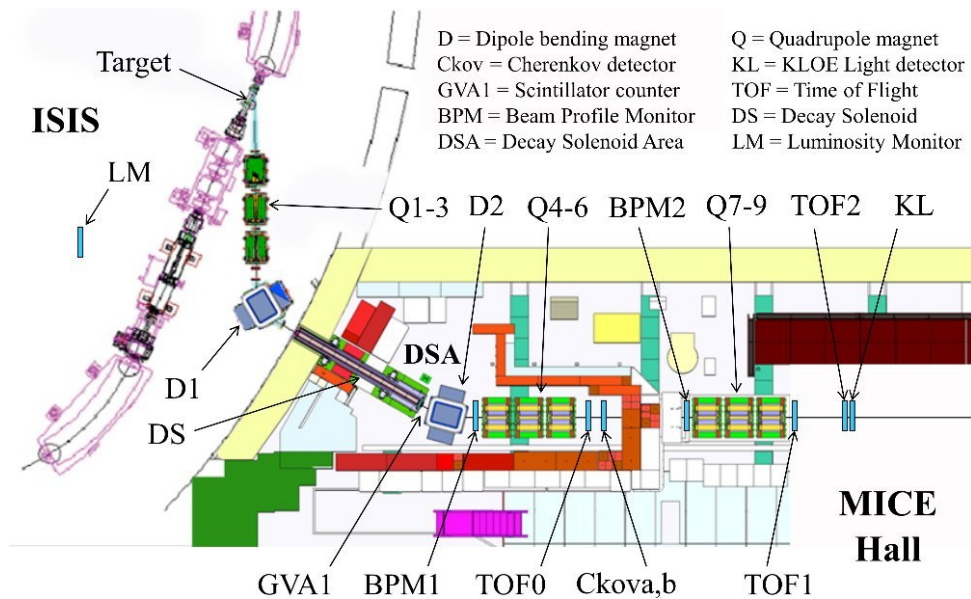 D = Dipole bending magnet
Ckov = Cherenkov detector
GVA1 = Scintillator counter
BPM = Beam Profile Monitor
DSA = Decay Solenoid Area
Q = Quadrupole magnet
KL = KLOE Light detector
TOF = Time of Flight
DS = Decay Solenoid
LM = Luminosity Monitor
Target
ISIS
LM
Q1-3
D2
Q4-6
BPM2
Q7-9
TOF2
KL
D1
DSA
DS
MICE
Hall
GVA1
BPM1
TOF0
Ckova,b
TOF1